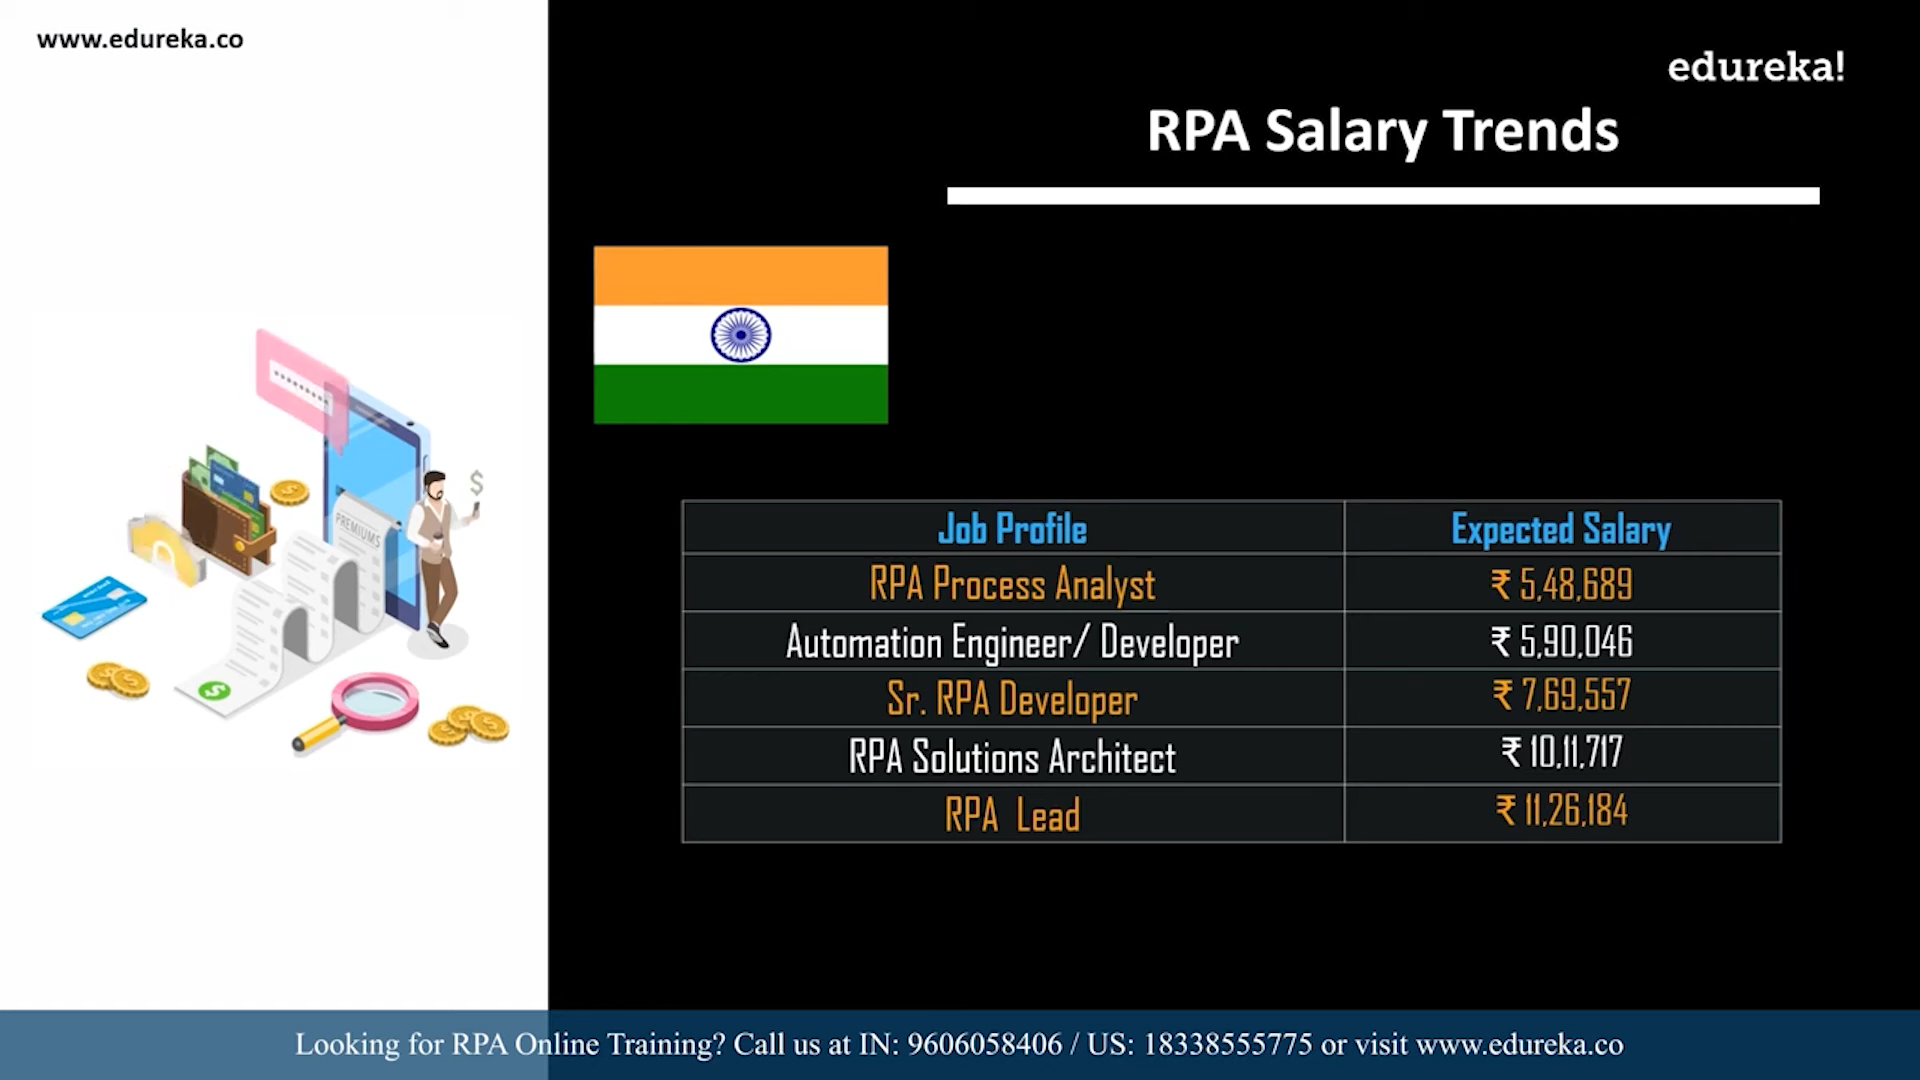 www.edureka.co
edureka!
RPA Salary Trends
PREMIUMS
Job Profile Expected Salary
RPA Process Analyst ₹ 5,48,689
Automation Engineer/ Developer ₹ 5,90,046
Sr. RPA Developer ₹ 7,69,557
RPA Solutions Architect ₹ 10,11,717
RPA Lead ₹ 11,26,184
Looking for RPA Online Training? Call us at IN: 9606058406 / US: 18338555775 or visit www.edureka.co